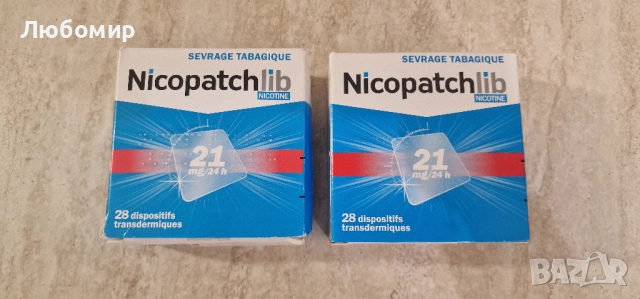 Любомир
SEVRAGE TABAGIQUE
Nicopatchlib
NICOTINE
21
mg/24 h
28 dispositifs
transdermiques
SEVRAGE TABAGIQUE
Nicopatchlib
NICOTINE
21
mg/24 h
28 dispositifs
transdermiques
BAZAR